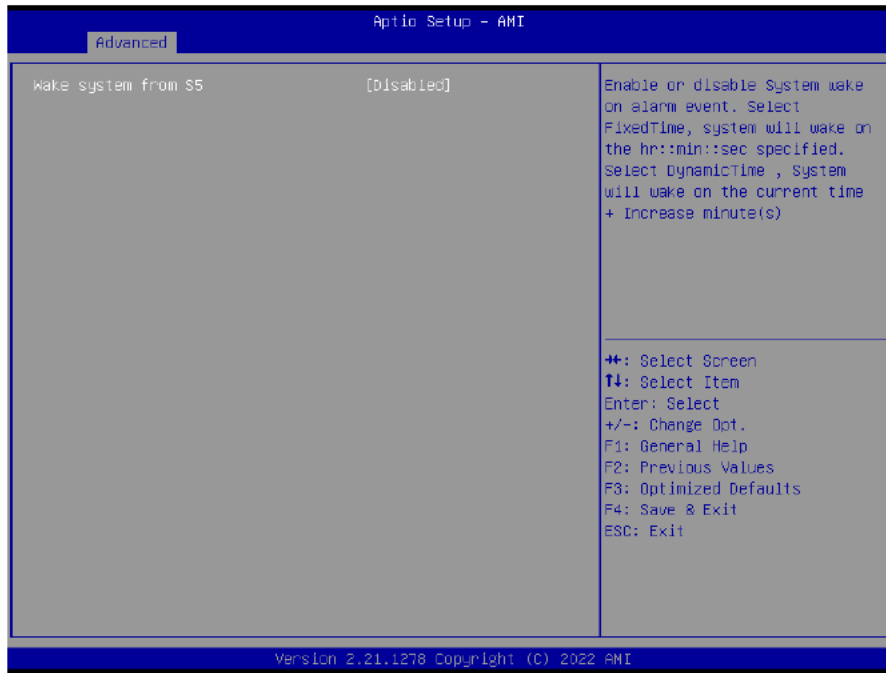 Aptio Setup - AMI
Advanced
Wake system from S5 [Disabled]
Enable or disable System wake
on alarm event. Select
FixedTime, system will wake on
the hr::min::sec specified.
Select DynamicTime , System
will wake on the current time
+ Increase minute(s)
→←: Select Screen
↑↓: Select Item
Enter: Select
+/-: Change Opt.
F1: General Help
F2: Previous Values
F3: Optimized Defaults
F4: Save & Exit
ESC: Exit
Version 2.21.1278 Copyright (C) 2022 AMI